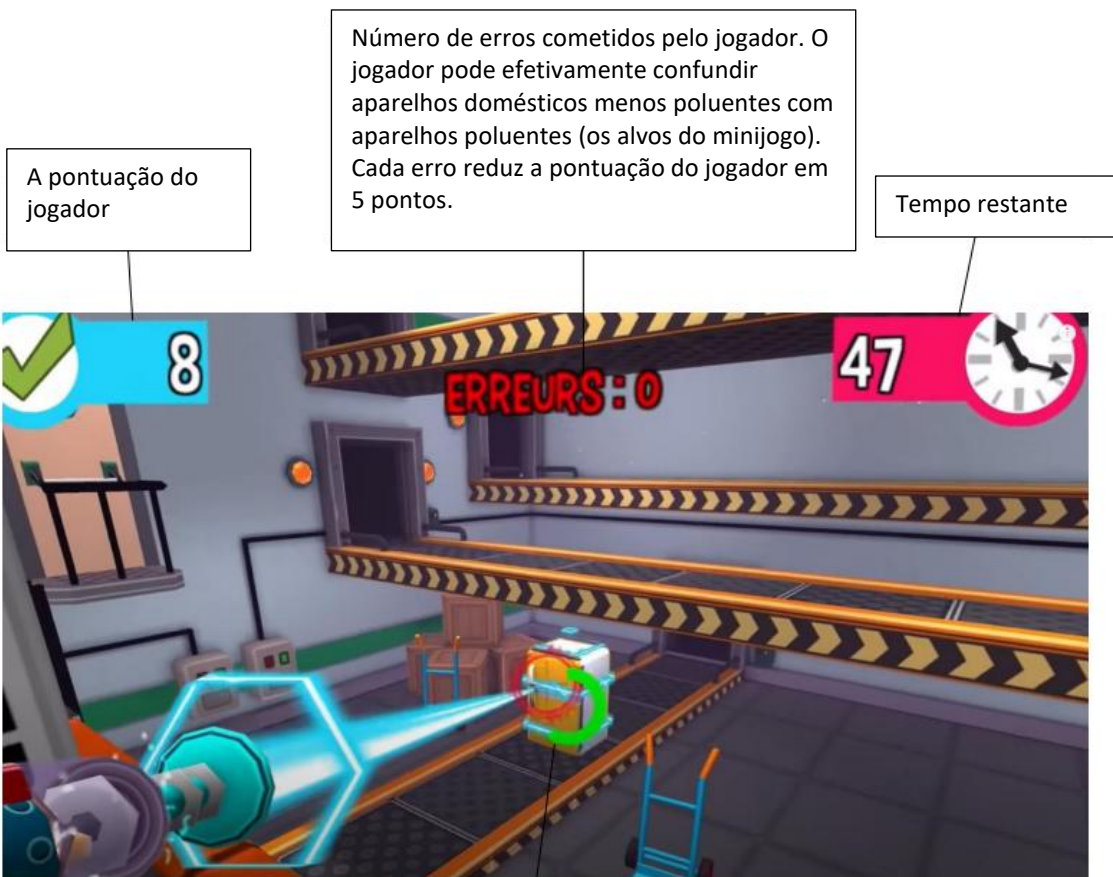 Número de erros cometidos pelo jogador. O
jogador pode efetivamente confundir
aparelhos domésticos menos poluentes com
aparelhos poluentes (os alvos do minijogo).
Cada erro reduz a pontuação do jogador em
5 pontos.
A pontuação do
jogador
Tempo restante
8
ERREURS : 0
47